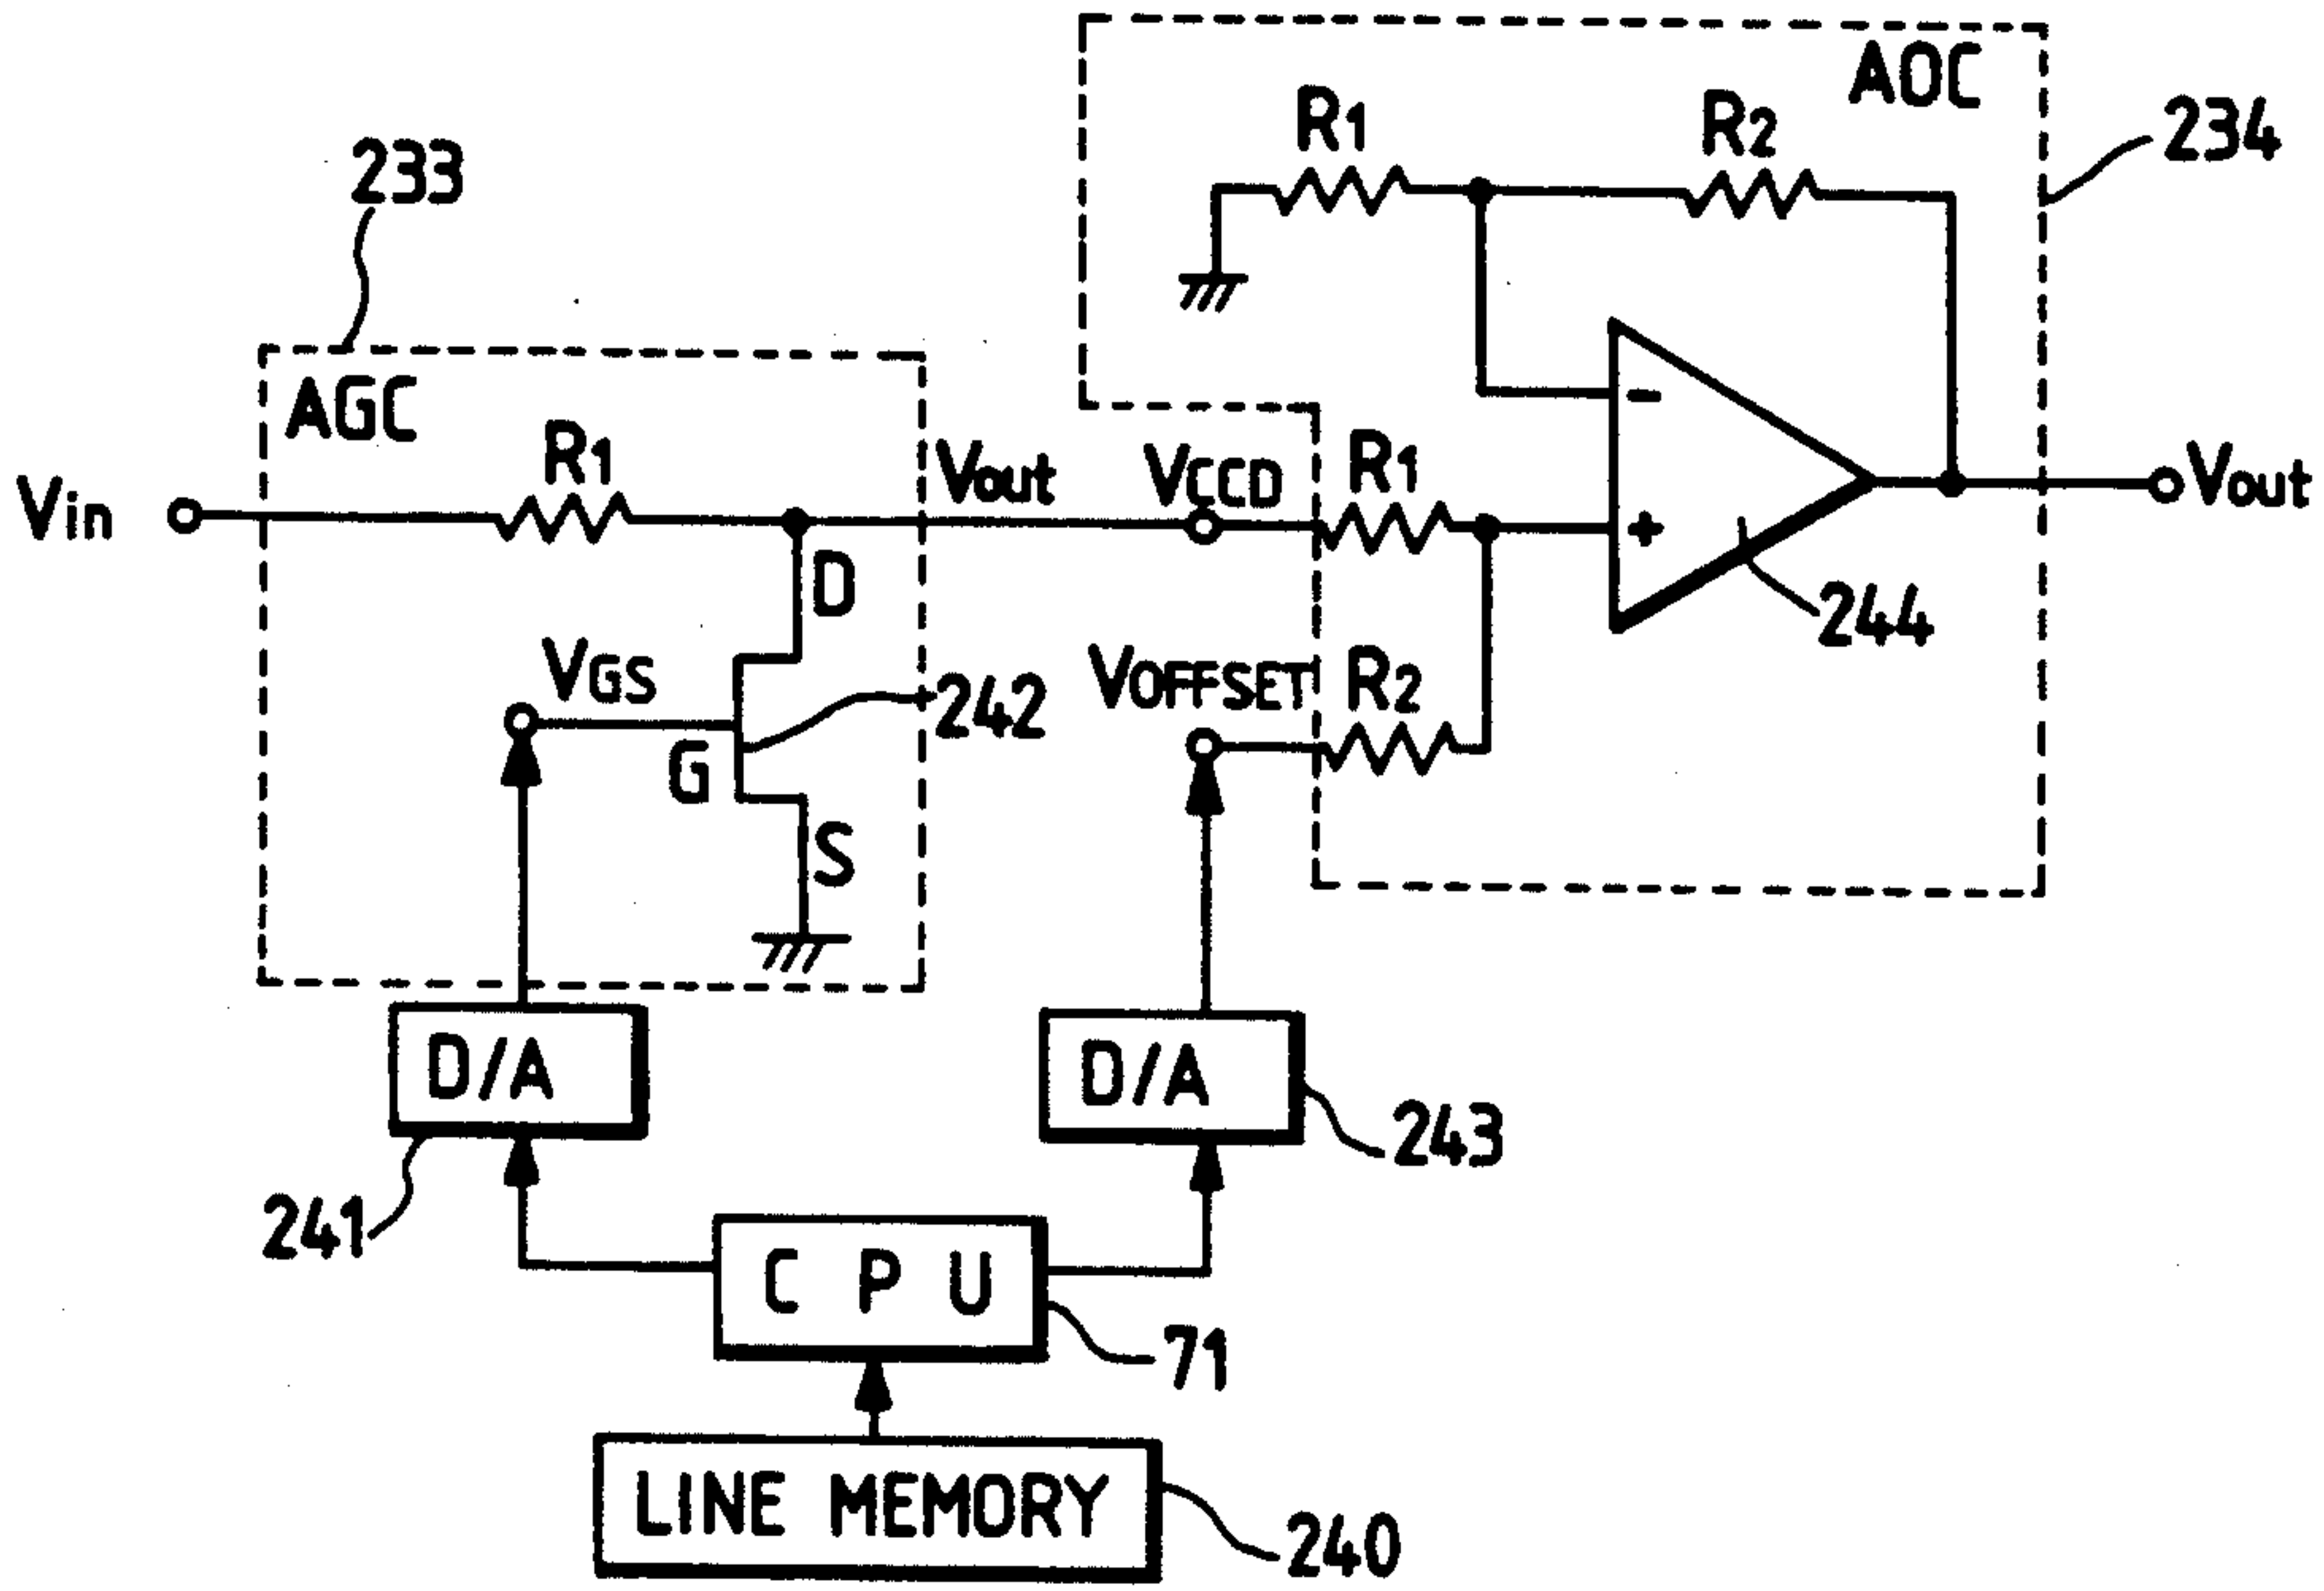 AOC
R1
R2
234
233
AGC
R1
Vin
Vout
VCCD
R1
-
+
Vout
D
244
VGS
242
VOFFSET
R2
G
S
D/A
D/A
243
241
C P U
71
LINE MEMORY
240